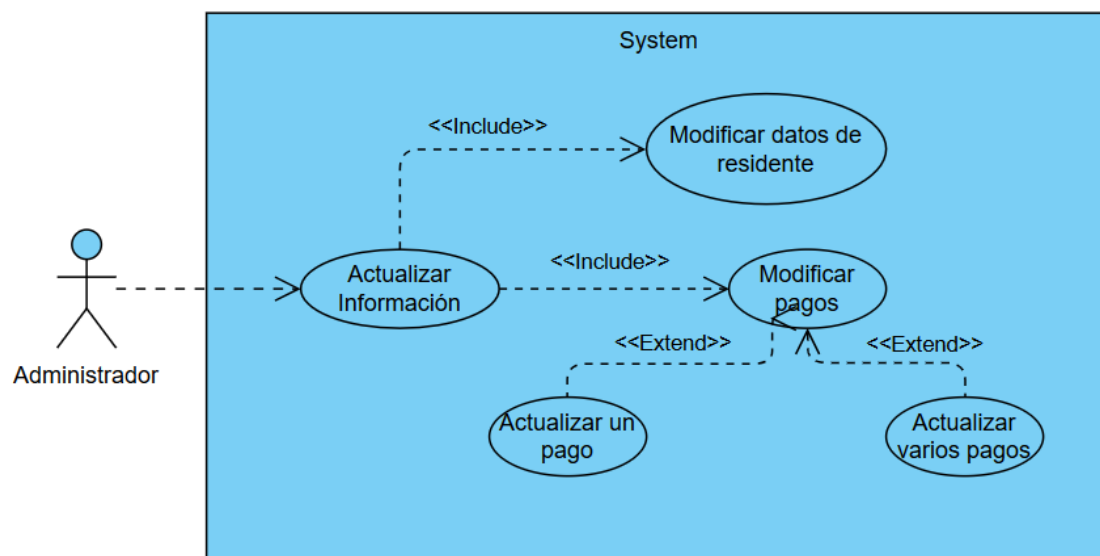 System
<<Include>>
Modificar datos de
residente
Actualizar
Información
<<Include>>
Modificar
pagos
Administrador
<<Extend>>
<<Extend>>
Actualizar un
pago
Actualizar
varios pagos